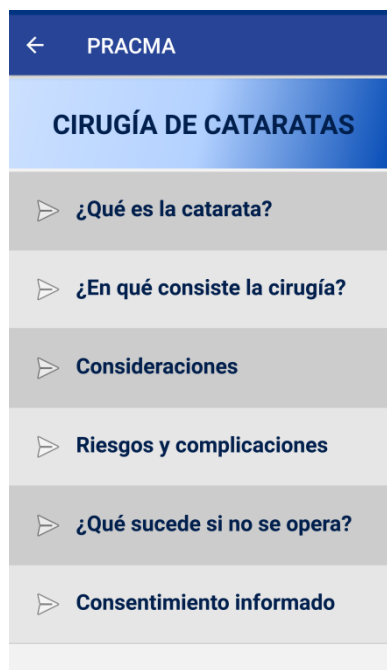 PRACMA
CIRUGÍA DE CATARATAS
¿Qué es la catarata?
¿En qué consiste la cirugía?
Consideraciones
Riesgos y complicaciones
¿Qué sucede si no se opera?
Consentimiento informado